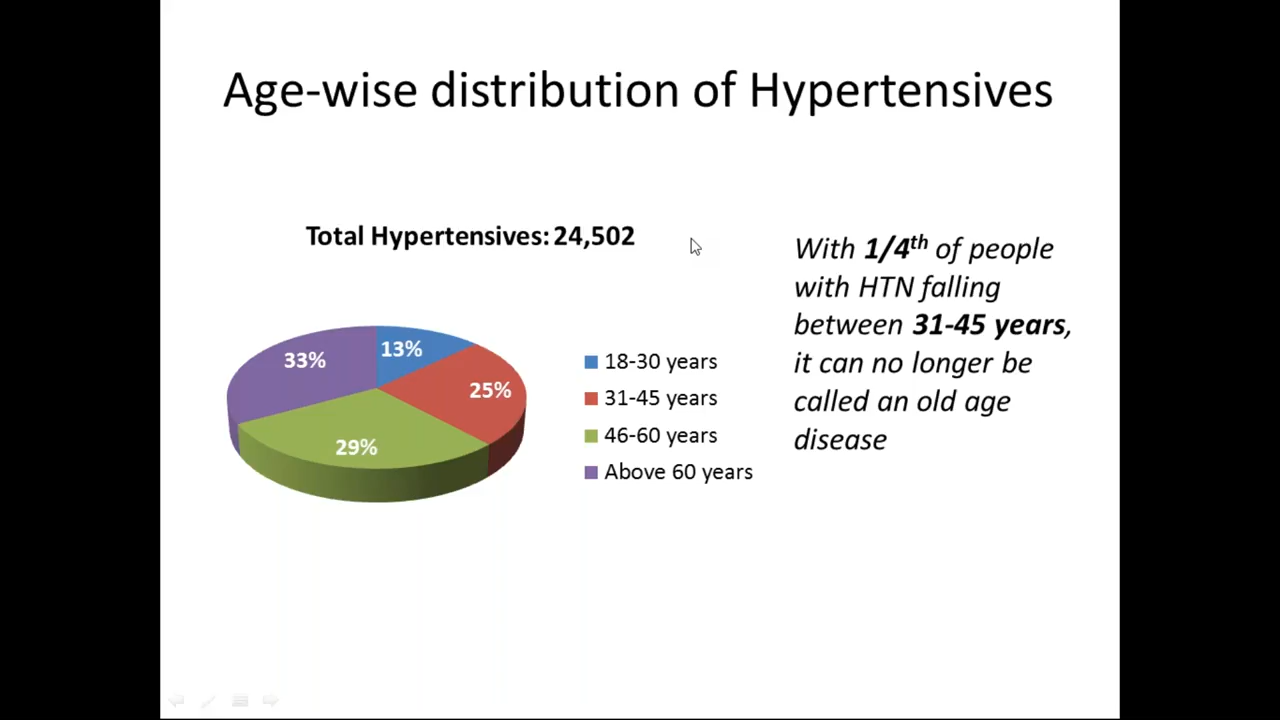 Age-wise distribution of Hypertensives
Total Hypertensives: 24,502
13%
25%
29%
33%
18-30 years
31-45 years
46-60 years
Above 60 years
With 1/4th of people
with HTN falling
between 31-45 years,
it can no longer be
called an old age
disease